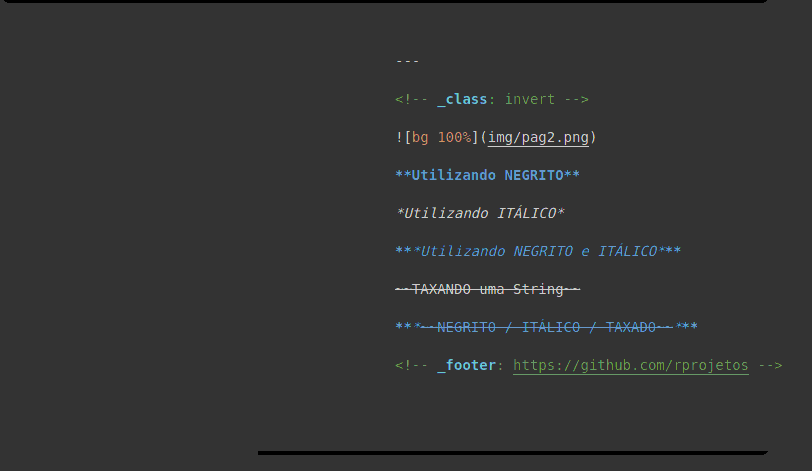 ---
<!-- _class: invert -->
![bg 100%](img/pag2.png)
**Utilizando NEGRITO**
*Utilizando ITÁLICO*
***Utilizando NEGRITO e ITÁLICO***
~~TAXANDO uma String~~
***~~NEGRITO / ITÁLICO / TAXADO~~***
<!-- _footer: https://github.com/rprojetos -->